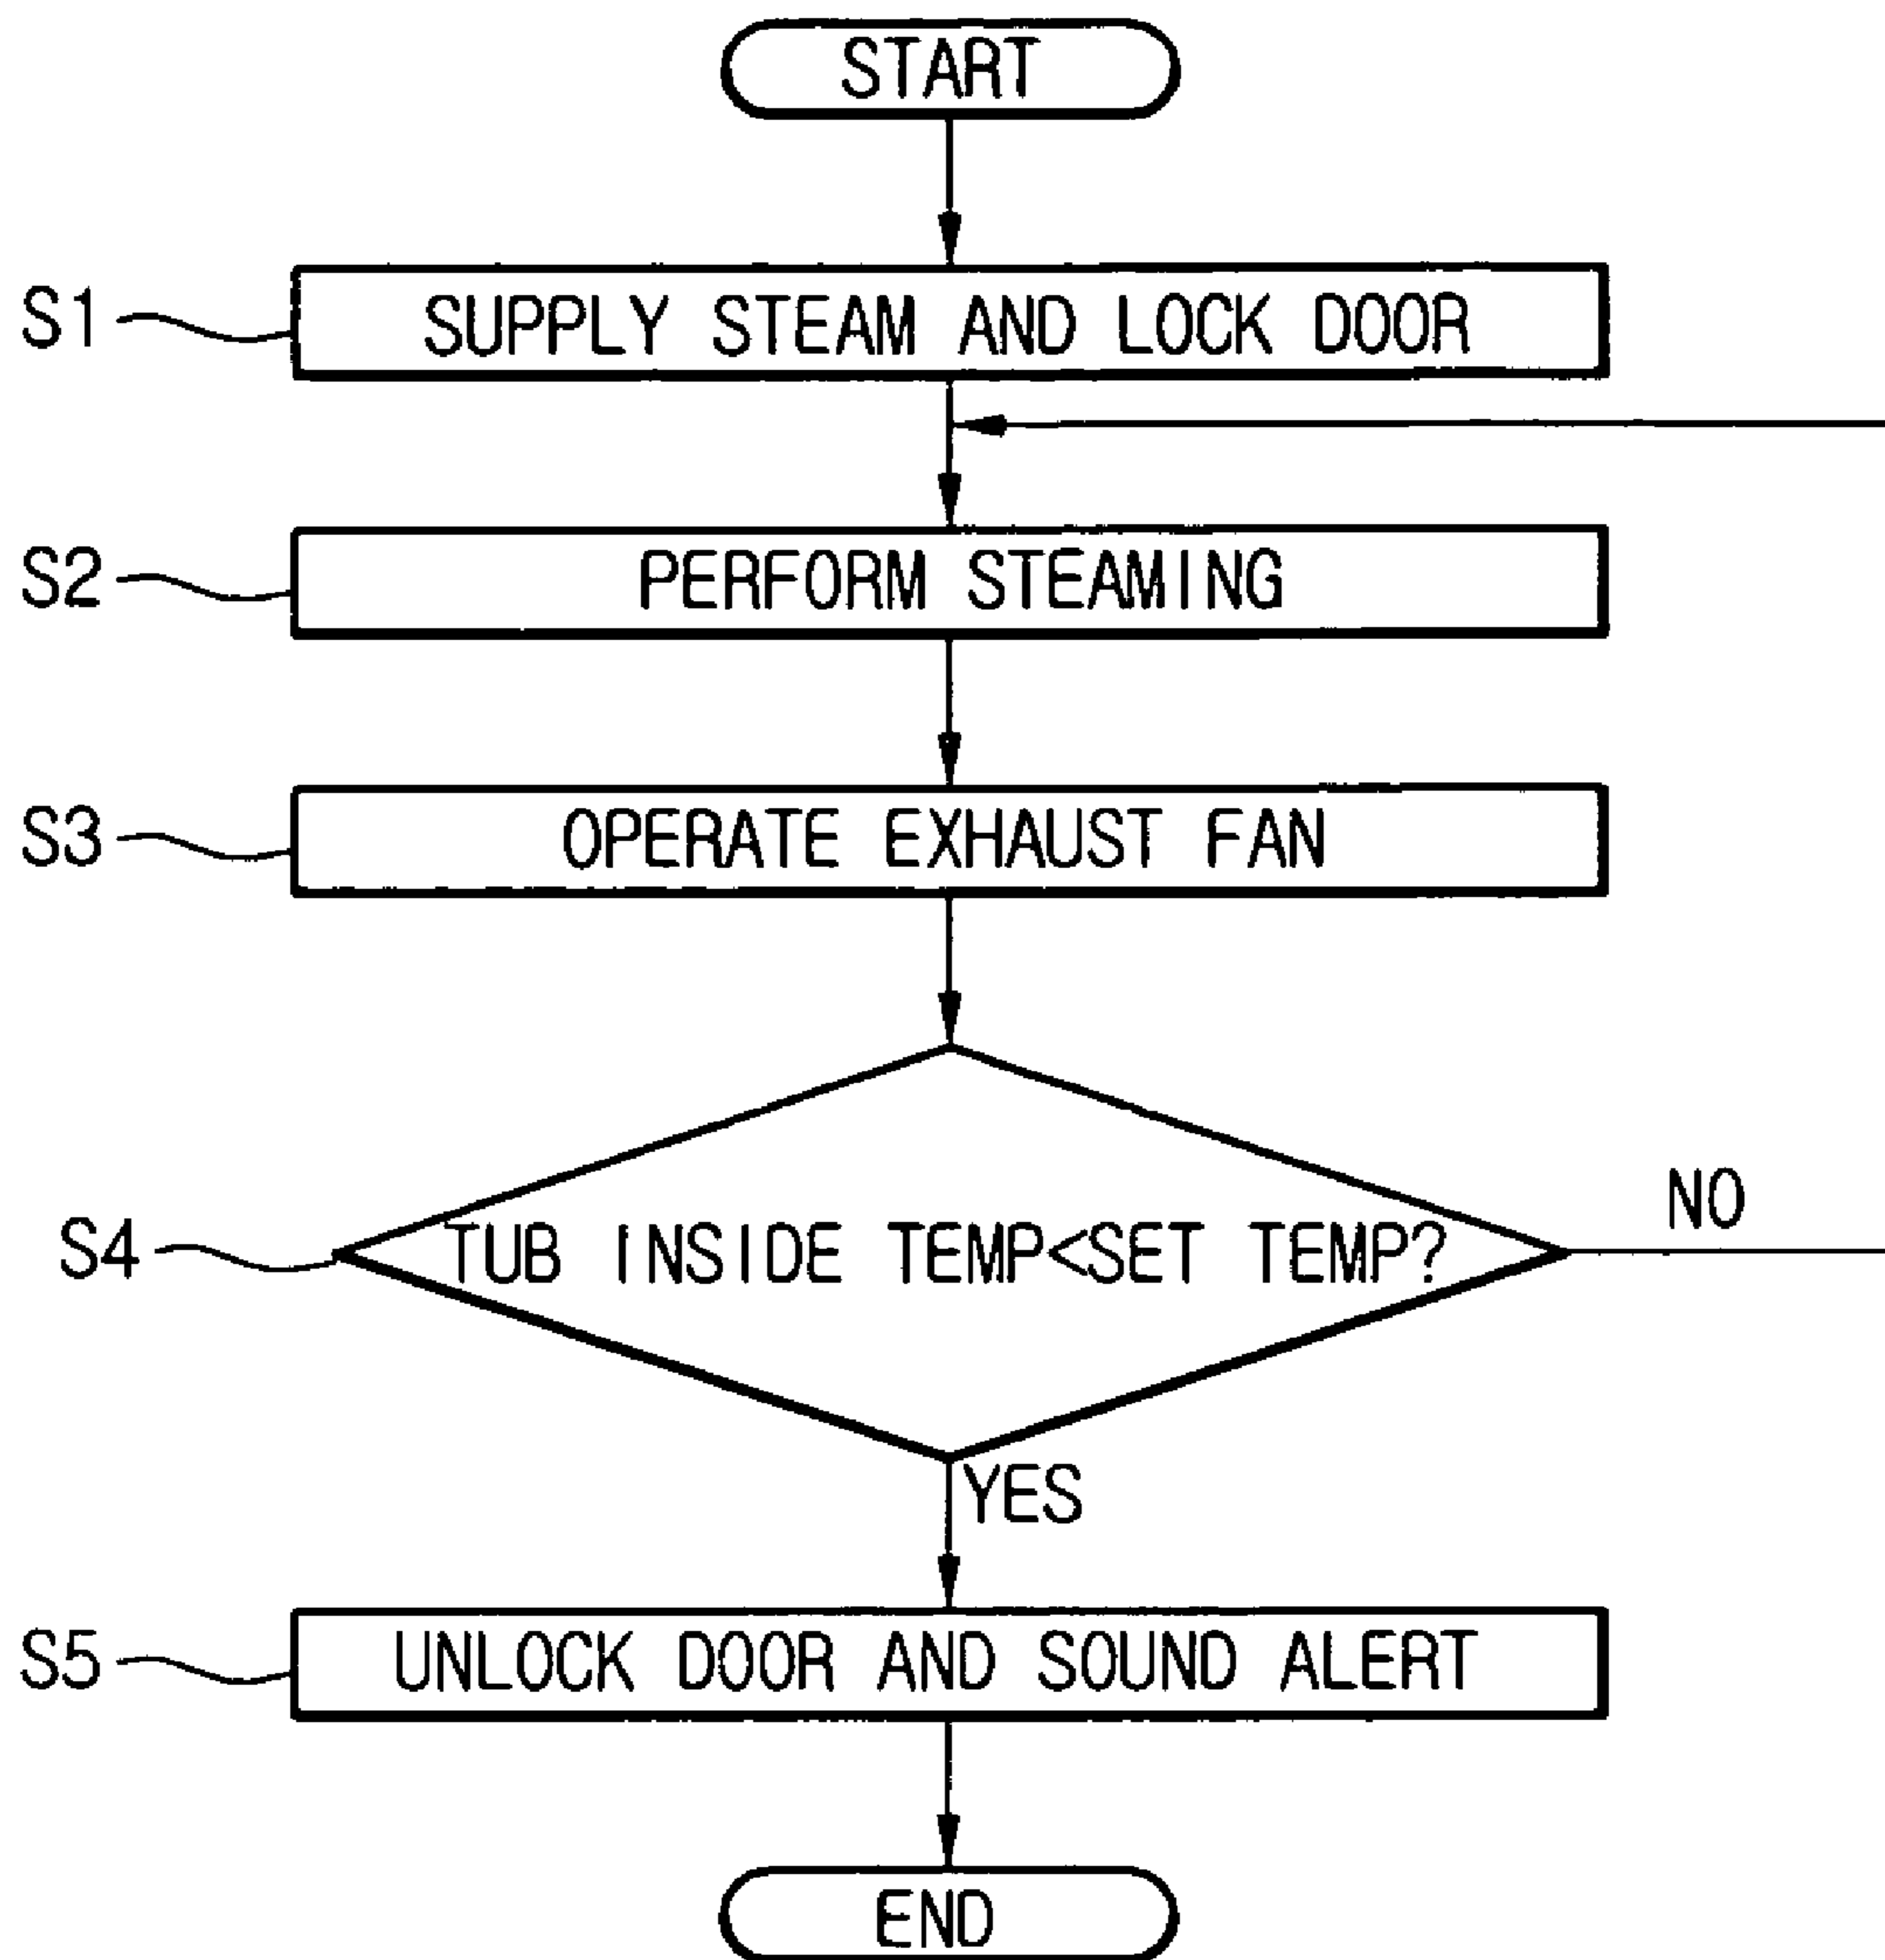 START
S1 SUPPLY STEAM AND LOCK DOOR
S2 PERFORM STEAMING
S3 OPERATE EXHAUST FAN
S4 TUB INSIDE TEMP<SET TEMP?
NO
YES
S5 UNLOCK DOOR AND SOUND ALERT
END